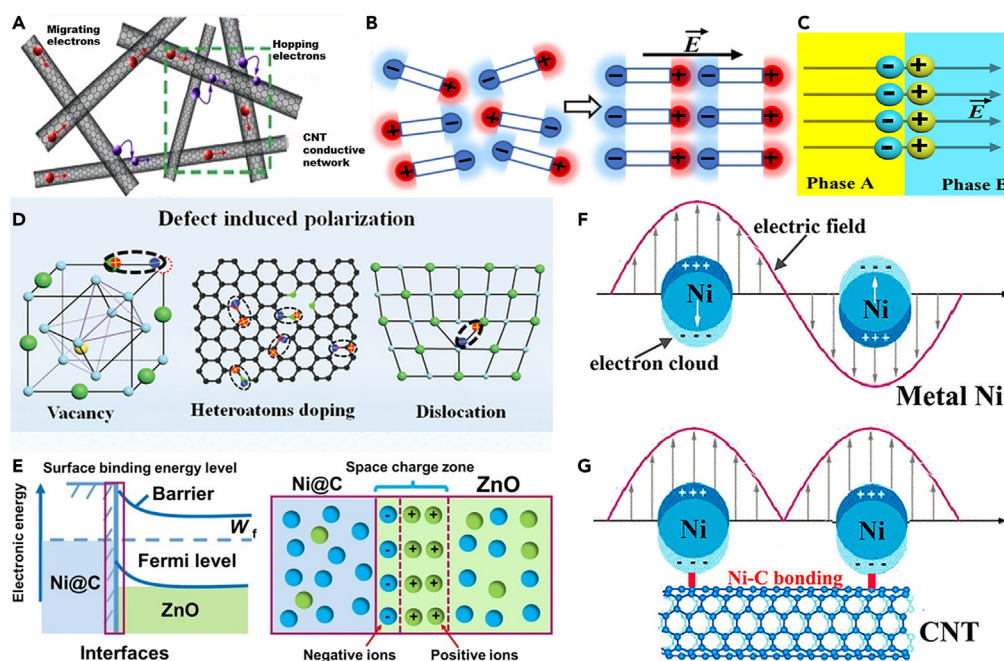 A
Migrating
electrons
Hopping
electrons
CNT
conductive
network
B
E
C
E
Phase A
Phase B
D
Defect induced polarization
Vacancy
Heteroatoms doping
Dislocation
E
Surface binding energy level
Electronic energy
Barrier
Wf
Ni@C
Fermi level
ZnO
Interfaces
Space charge zone
Ni@C
ZnO
Negative ions
Positive ions
F
electric field
+++
Ni
- - -
electron cloud
- - -
Ni
+++
Metal Ni
G
+++
Ni
- - -
+++
Ni
- - -
Ni-C bonding
CNT